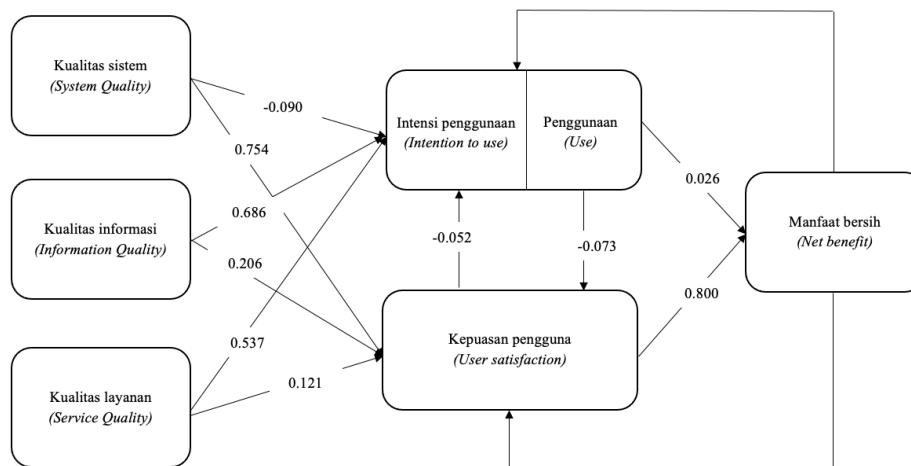 Kualitas sistem
(System Quality)
-0.090
0.754
Intensi penggunaan
(Intention to use)
Penggunaan
(Use)
0.026
Kualitas informasi
(Information Quality)
0.686
0.206
-0.052
-0.073
Manfaat bersih
(Net benefit)
0.800
Kepuasan pengguna
(User satisfaction)
0.537
0.121
Kualitas layanan
(Service Quality)